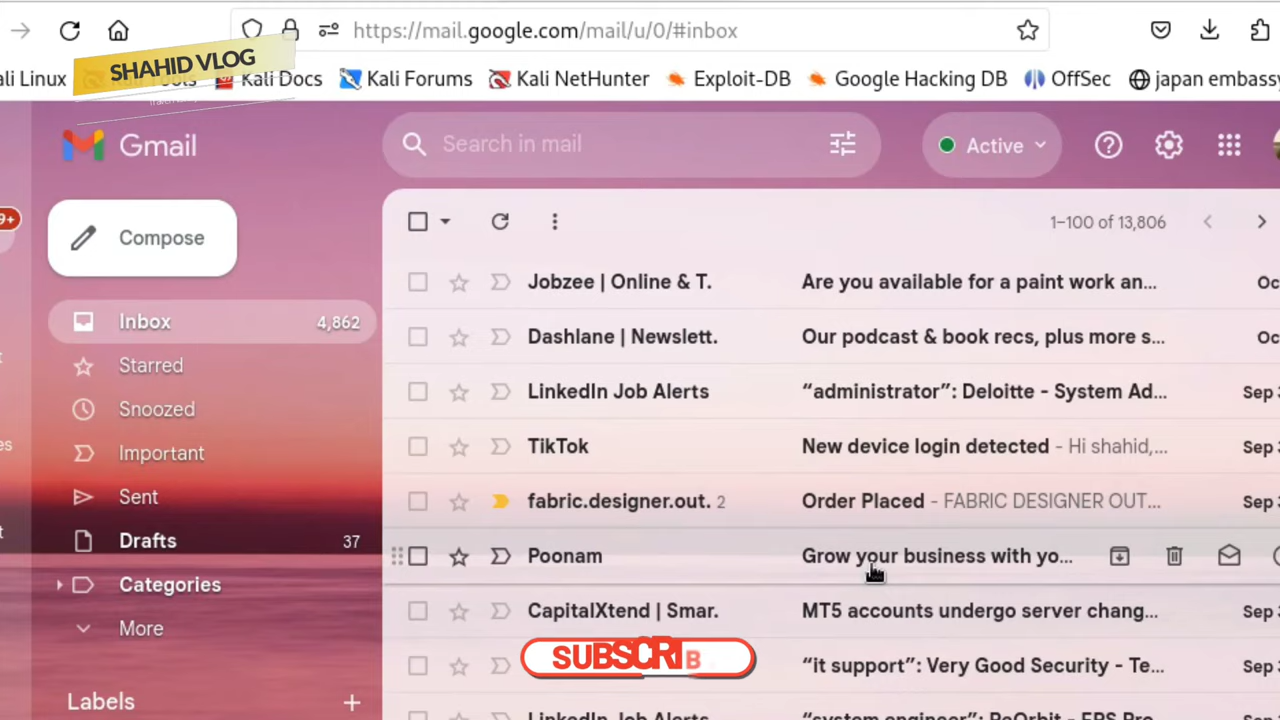 https://mail.google.com/mail/u/0/#inbox
ali Linux
Kali Docs
Kali Forums
Kali NetHunter
Exploit-DB
Google Hacking DB
OffSec
japan embassy
SHAHID VLOG
Gmail
Search in mail
Active
9+
Compose
1–100 of 13,806
Inbox 4,862
Starred
Snoozed
Important
Sent
Drafts 37
Categories
More
Labels +
Jobzee | Online & T. Are you available for a paint work an... Oc
Dashlane | Newslett. Our podcast & book recs, plus more s... Oc
LinkedIn Job Alerts “administrator”: Deloitte - System Ad... Sep
TikTok New device login detected - Hi shahid,... Sep
fabric.designer.out. 2 Order Placed - FABRIC DESIGNER OUT... Sep
Poonam Grow your business with yo...
CapitalXtend | Smar. MT5 accounts undergo server chang... Sep
“it support”: Very Good Security - Te... Sep
SUBSCRIB